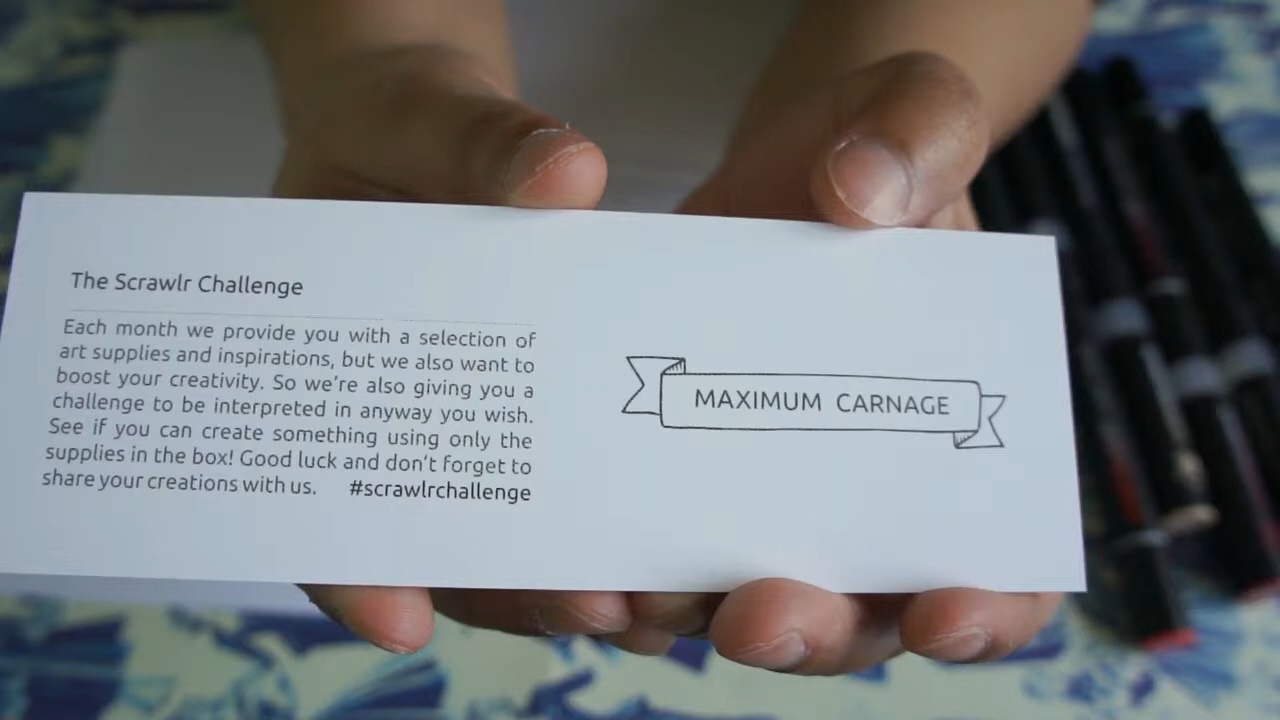 The Scrawlr Challenge
Each month we provide you with a selection of
art supplies and inspirations, but we also want to
boost your creativity. So we're also giving you a
challenge to be interpreted in anyway you wish.
See if you can create something using only the
supplies in the box! Good luck and don't forget to
share your creations with us. #scrawlrchallenge
MAXIMUM CARNAGE